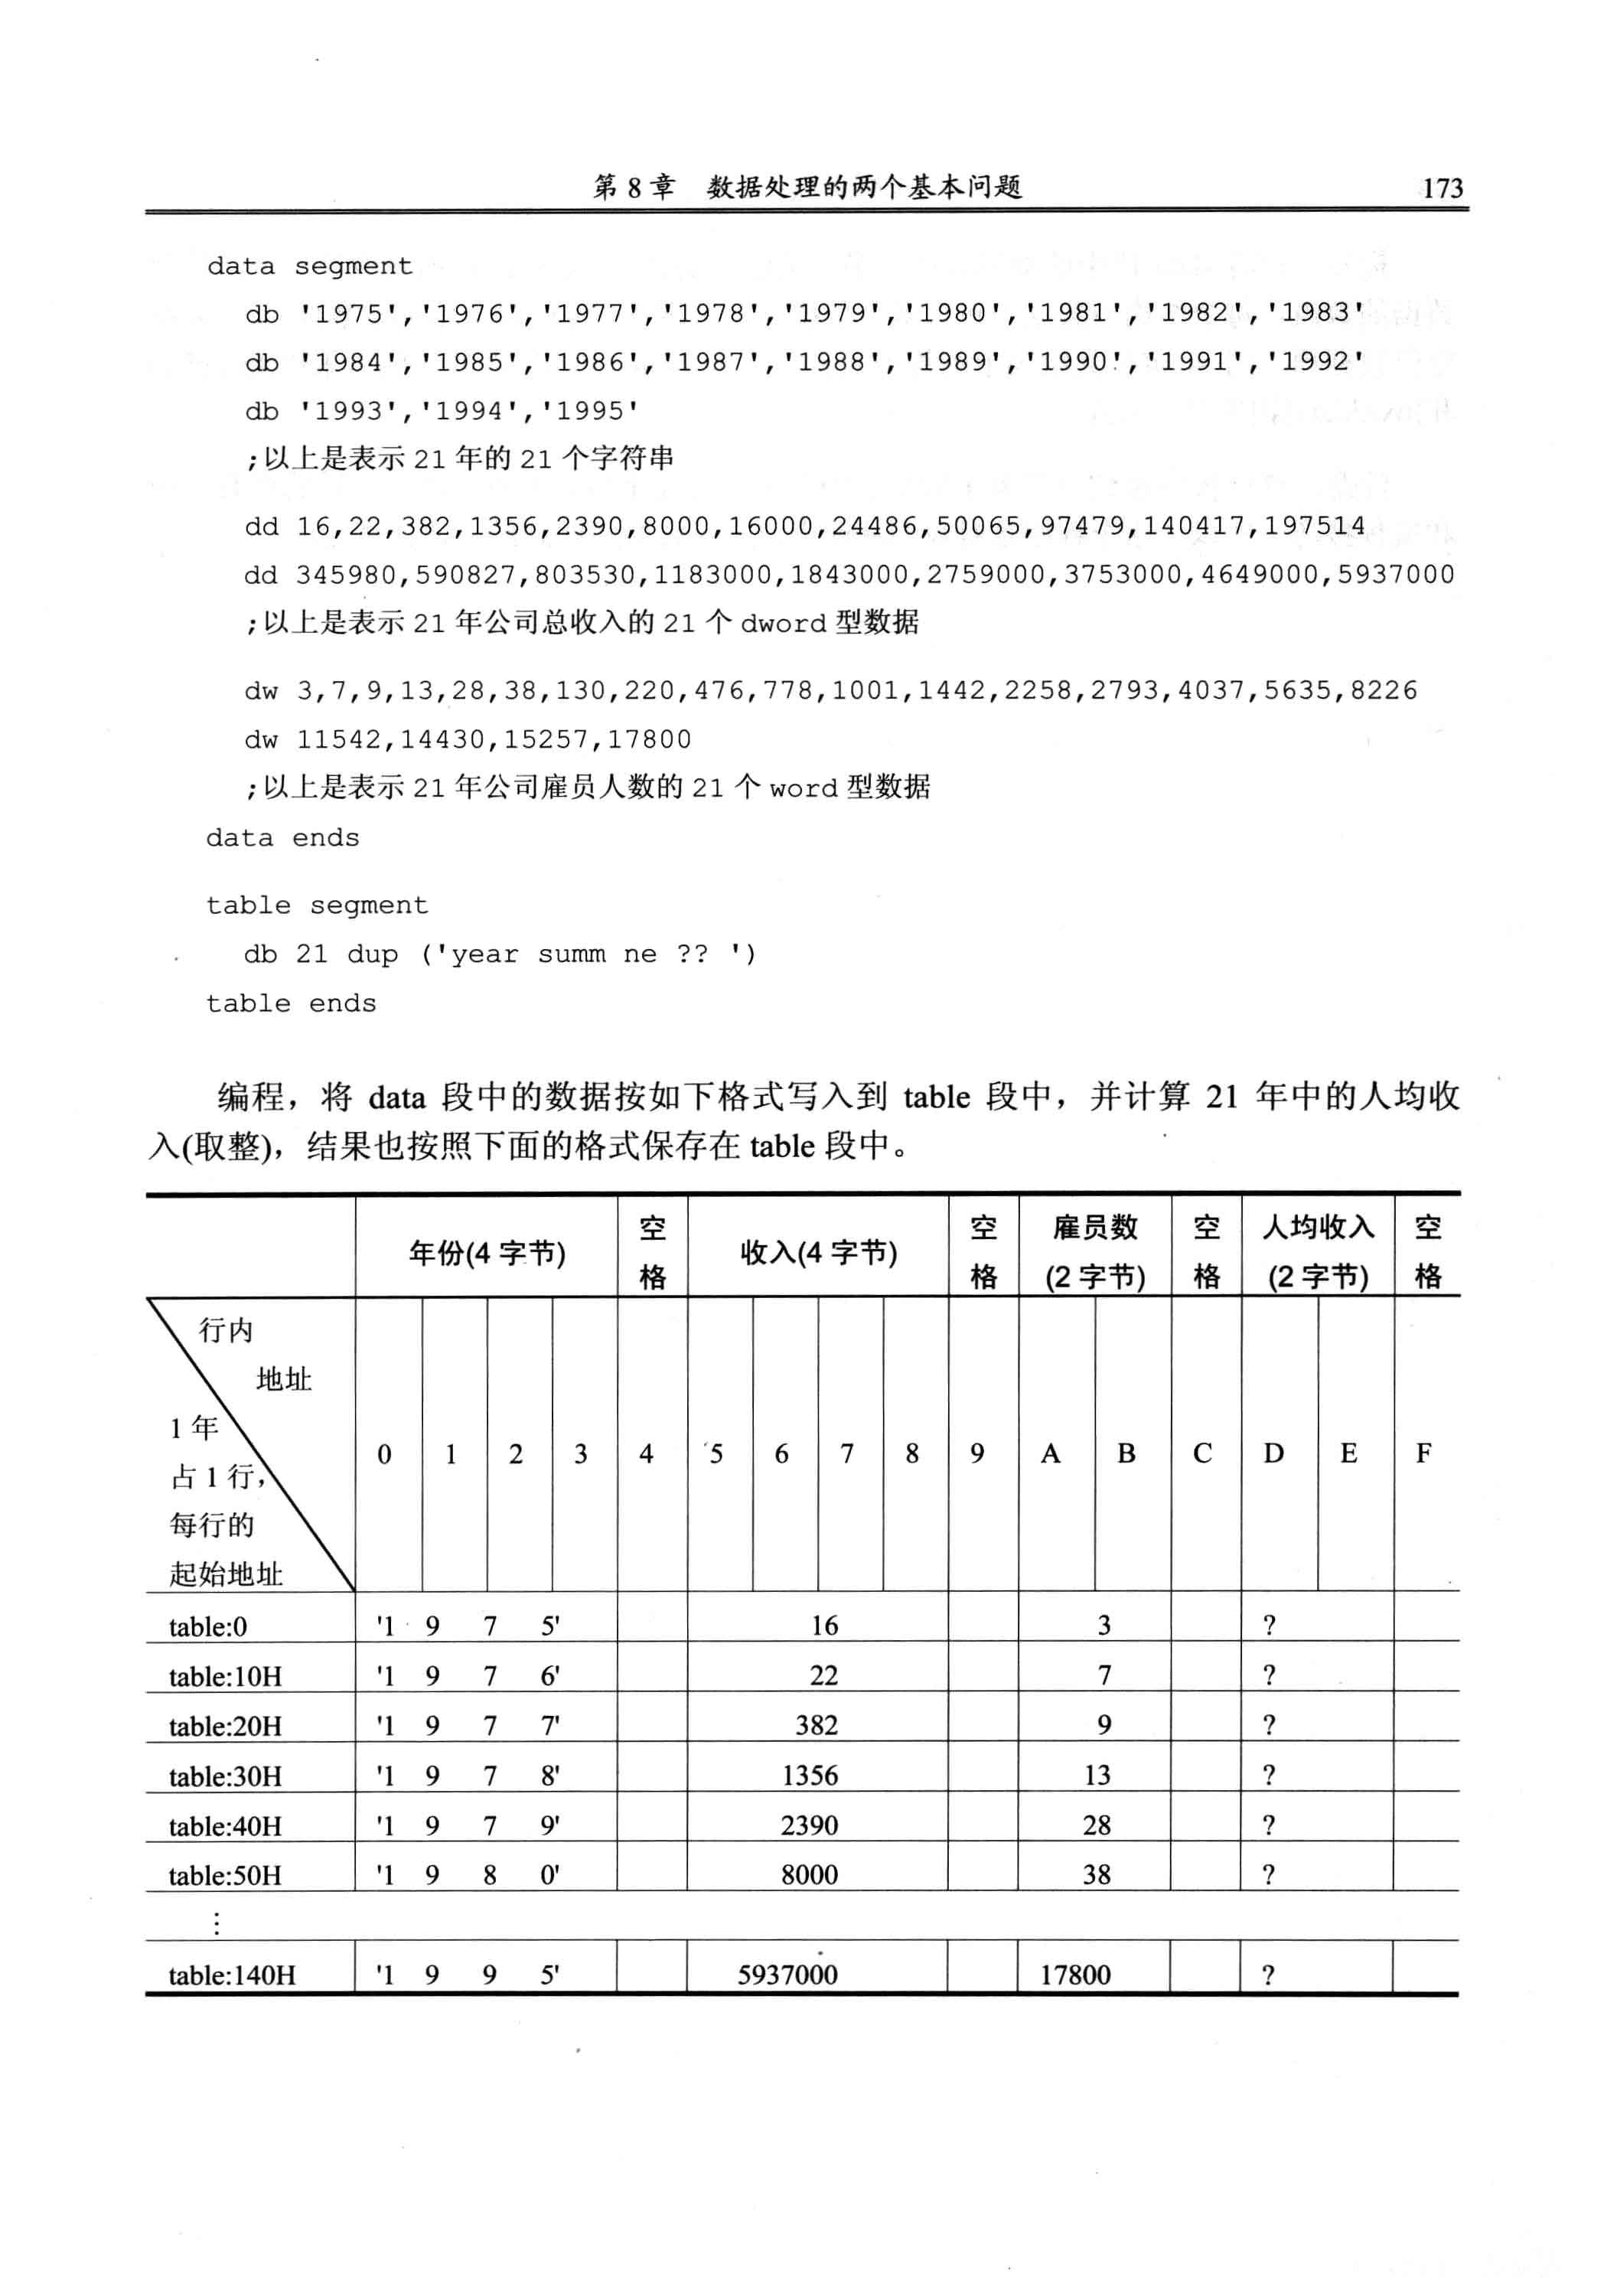 第 8 章 数据处理的两个基本问题 173
data segment
db '1975','1976','1977','1978','1979','1980','1981','1982','1983'
db '1984','1985','1986','1987','1988','1989','1990','1991','1992'
db '1993','1994','1995'
;以上是表示 21 年的 21 个字符串
dd 16,22,382,1356,2390,8000,16000,24486,50065,97479,140417,197514
dd 345980,590827,803530,1183000,1843000,2759000,3753000,4649000,5937000
;以上是表示 21 年公司总收入的 21 个 dword 型数据
dw 3,7,9,13,28,38,130,220,476,778,1001,1442,2258,2793,4037,5635,8226
dw 11542,14430,15257,17800
;以上是表示 21 年公司雇员人数的 21 个 word 型数据
data ends
table segment
db 21 dup ('year summ ne ?? ')
table ends
编程，将 data 段中的数据按如下格式写入到 table 段中，并计算 21 年中的人均收
入(取整)，结果也按照下面的格式保存在 table 段中。
年份(4 字节) 空格 收入(4 字节) 空格 雇员数(2 字节) 空格 人均收入(2 字节) 空格
行内
地址
1 年
占 1 行，
每行的
起始地址
0 1 2 3 4 5 6 7 8 9 A B C D E F
table:0 '1 9 7 5' 16 3 ?
table:10H '1 9 7 6' 22 7 ?
table:20H '1 9 7 7' 382 9 ?
table:30H '1 9 7 8' 1356 13 ?
table:40H '1 9 7 9' 2390 28 ?
table:50H '1 9 8 0' 8000 38 ?
⋮
table:140H '1 9 9 5' 5937000 17800 ?